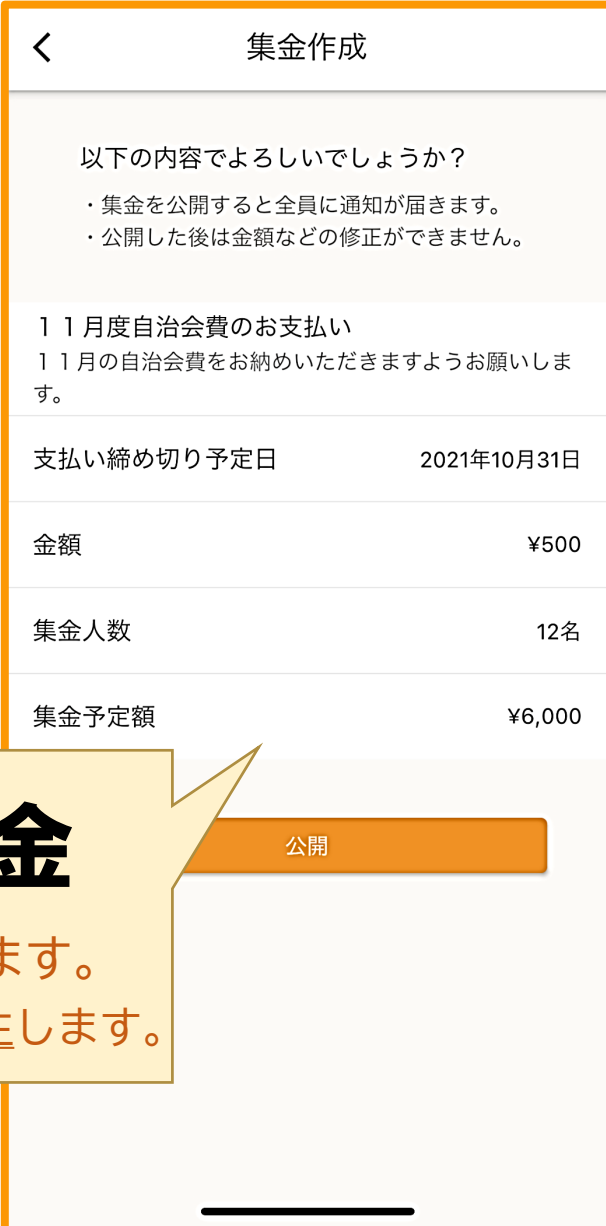 集金作成
以下の内容でよろしいでしょうか？
・集金を公開すると全員に通知が届きます。
・公開した後は金額などの修正ができません。
１１月度自治会費のお支払い
１１月の自治会費をお納めいただきますようお願いしま
す。
支払い締め切り予定日 2021年10月31日
金額 ¥500
集金人数 12名
集金予定額 ¥6,000
公開
金
ます。
します。